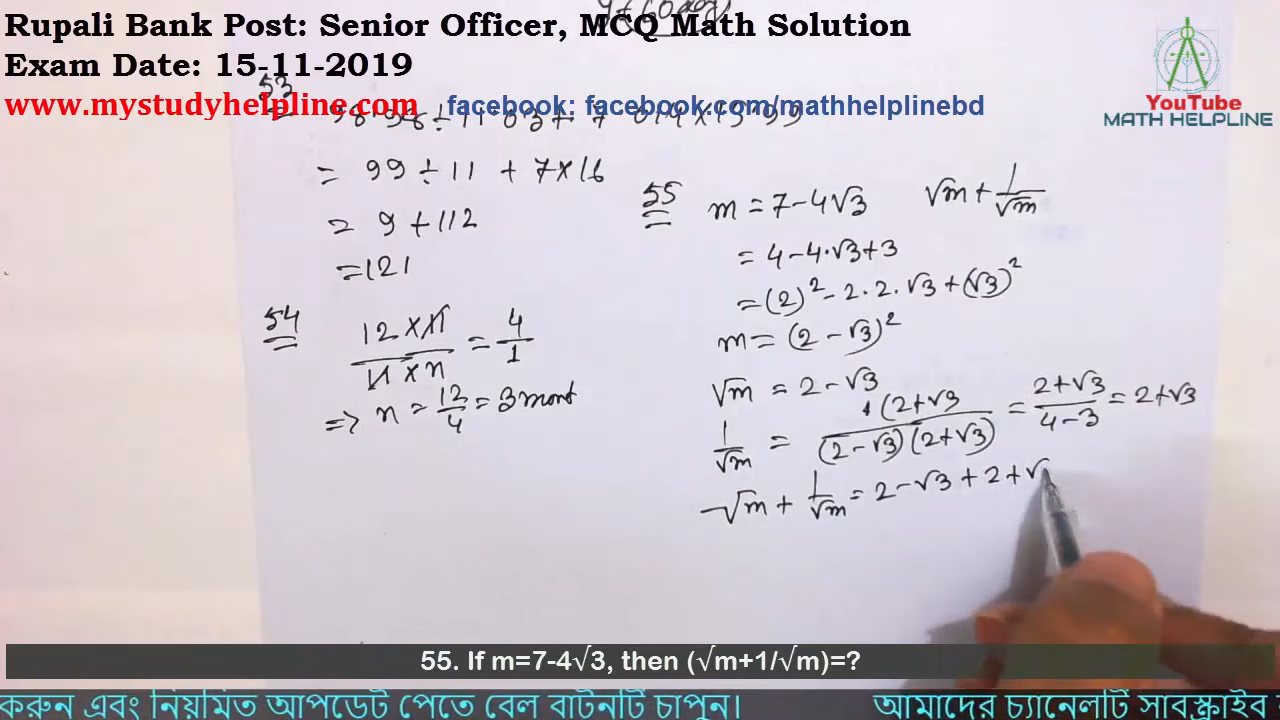 Rupali Bank Post: Senior Officer, MCQ Math Solution
Exam Date: 15-11-2019
www.mystudyhelpline.com facebook: facebook.com/mathhelplinebd
YouTube
MATH HELPLINE
53
= 99 ÷ 11 + 7×16
= 9 + 112
= 121
54
12 × 11 / 11 × n = 4/1
=> n = 12/4 = 3 mont
55
m = 7-4√3 √m + 1/√m
= 4-4·√3+3
= (2)² - 2·2·√3 + (√3)²
m = (2-√3)²
√m = 2-√3
1/√m = 1(2+√3 / (2-√3)(2+√3) = 2+√3 / 4-3 = 2+√3
√m + 1/√m = 2-√3+2+√
55. If m=7-4√3, then (√m+1/√m)=?
করুন এবং নিয়মিত আপডেট পেতে বেল বাটনটি চাপুন। আমাদের চ্যানেলটি সাবস্ক্রাইব